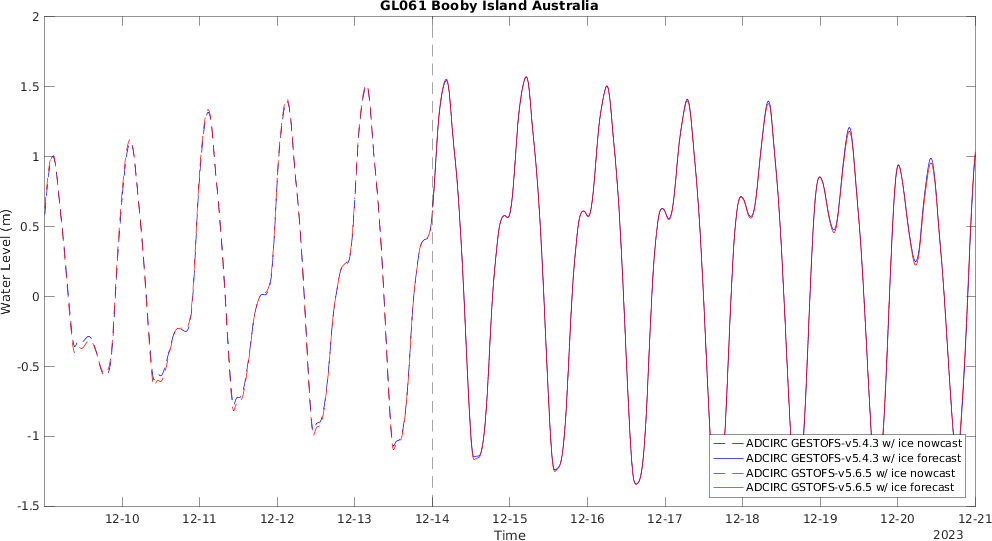 GL061 Booby Island Australia
2
1.5
1
0.5
0
-0.5
-1
-1.5
Water Level (m)
ADCIRC GESTOFS-v5.4.3 w/ ice nowcast
ADCIRC GESTOFS-v5.4.3 w/ ice forecast
ADCIRC GSTOFS-v5.6.5 w/ ice nowcast
ADCIRC GSTOFS-v5.6.5 w/ ice forecast
12-10 12-11 12-12 12-13 12-14 12-15 12-16 12-17 12-18 12-19 12-20 12-21
Time
2023